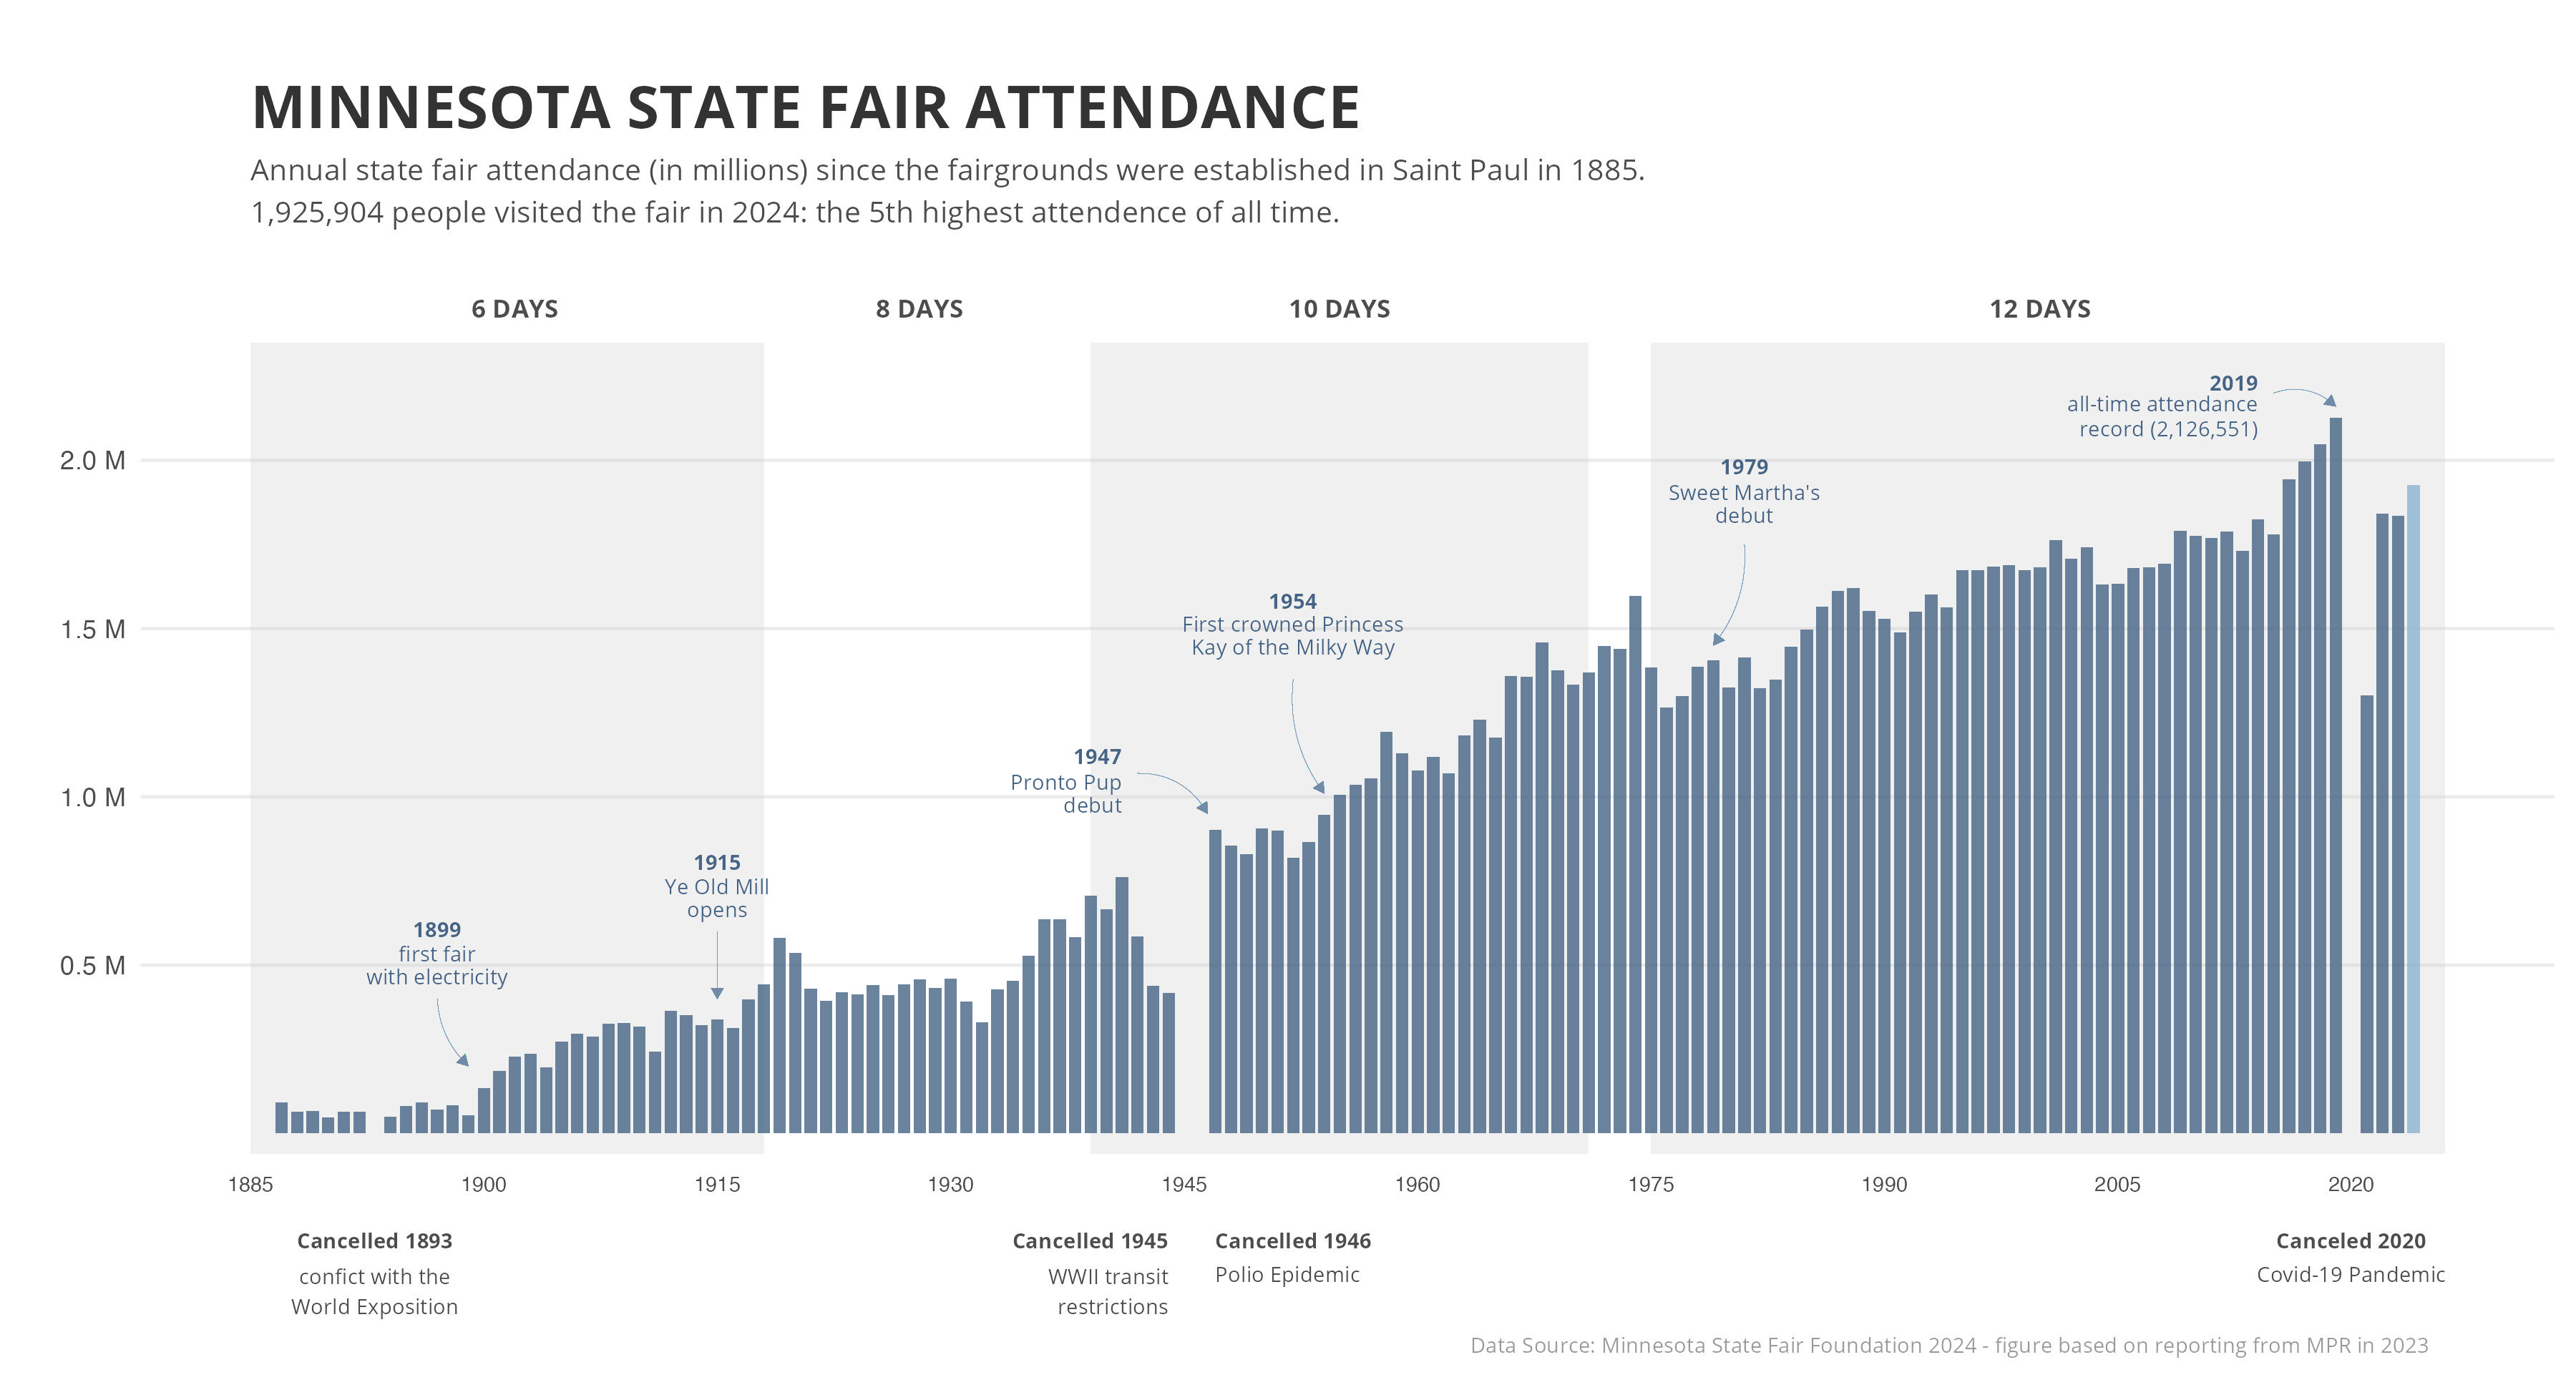 MINNESOTA STATE FAIR ATTENDANCE
Annual state fair attendance (in millions) since the fairgrounds were established in Saint Paul in 1885.
1,925,904 people visited the fair in 2024: the 5th highest attendence of all time.
6 DAYS
8 DAYS
10 DAYS
12 DAYS
2019
all-time attendance
record (2,126,551)
2.0 M
1979
Sweet Martha's
debut
1954
First crowned Princess
Kay of the Milky Way
1.5 M
1947
Pronto Pup
debut
1.0 M
1915
Ye Old Mill
opens
1899
first fair
with electricity
0.5 M
1885
1900
1915
1930
1945
1960
1975
1990
2005
2020
Cancelled 1893
confict with the
World Exposition
Cancelled 1945
WWII transit
restrictions
Cancelled 1946
Polio Epidemic
Canceled 2020
Covid-19 Pandemic
Data Source: Minnesota State Fair Foundation 2024 - figure based on reporting from MPR in 2023